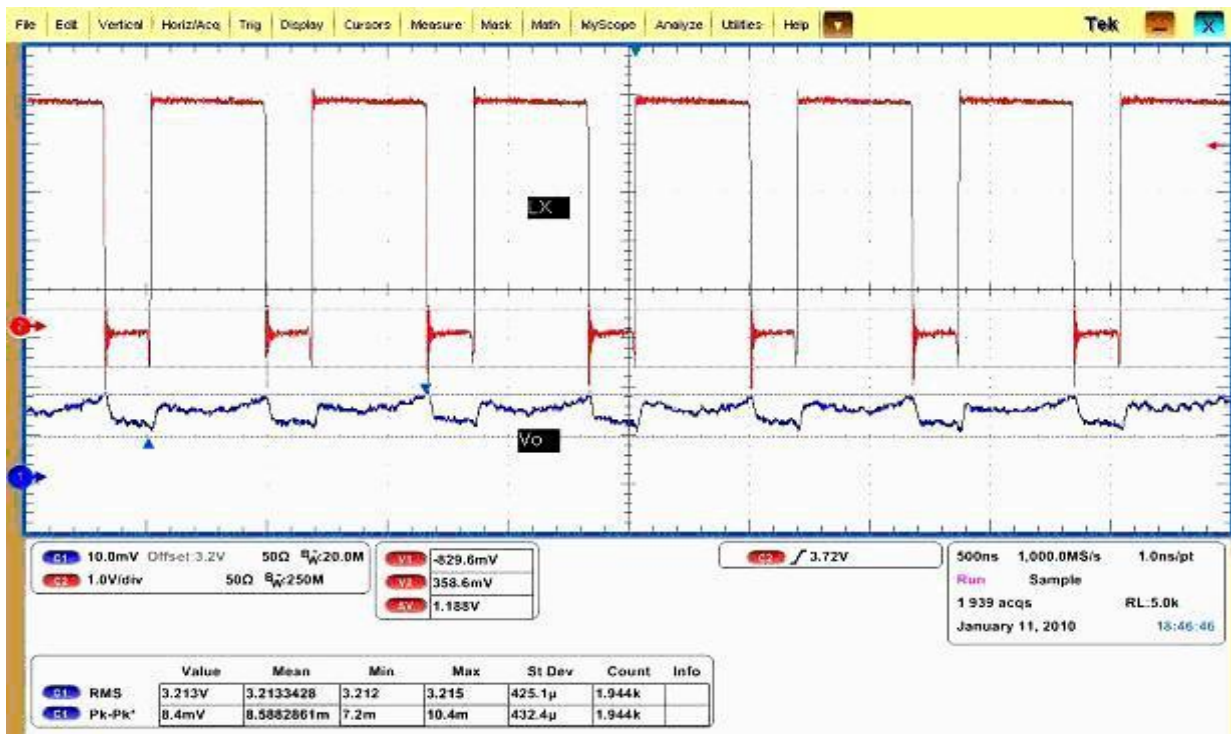 File Edit Vertical Horiz/Acq Trig Display Cursors Measure Mask Math MyScope Analyze Utilities Help Tek X
LX
2
Vo
1
C1 10.0mV Offset:3.2V 50Ω BW:20.0M
C2 1.0V/div 50Ω BW:250M
V1 -829.6mV
V2 358.6mV
ΔV 1.188V
C2 3.72V
500ns 1,000.0MS/s 1.0ns/pt
Run Sample
1 939 acqs RL:5.0k
January 11, 2010 18:46:46
Value Mean Min Max St Dev Count Info
C1 RMS 3.213V 3.2133428 3.212 3.215 425.1µ 1.944k
C1 Pk-Pk* 8.4mV 8.5882861m 7.2m 10.4m 432.4µ 1.944k